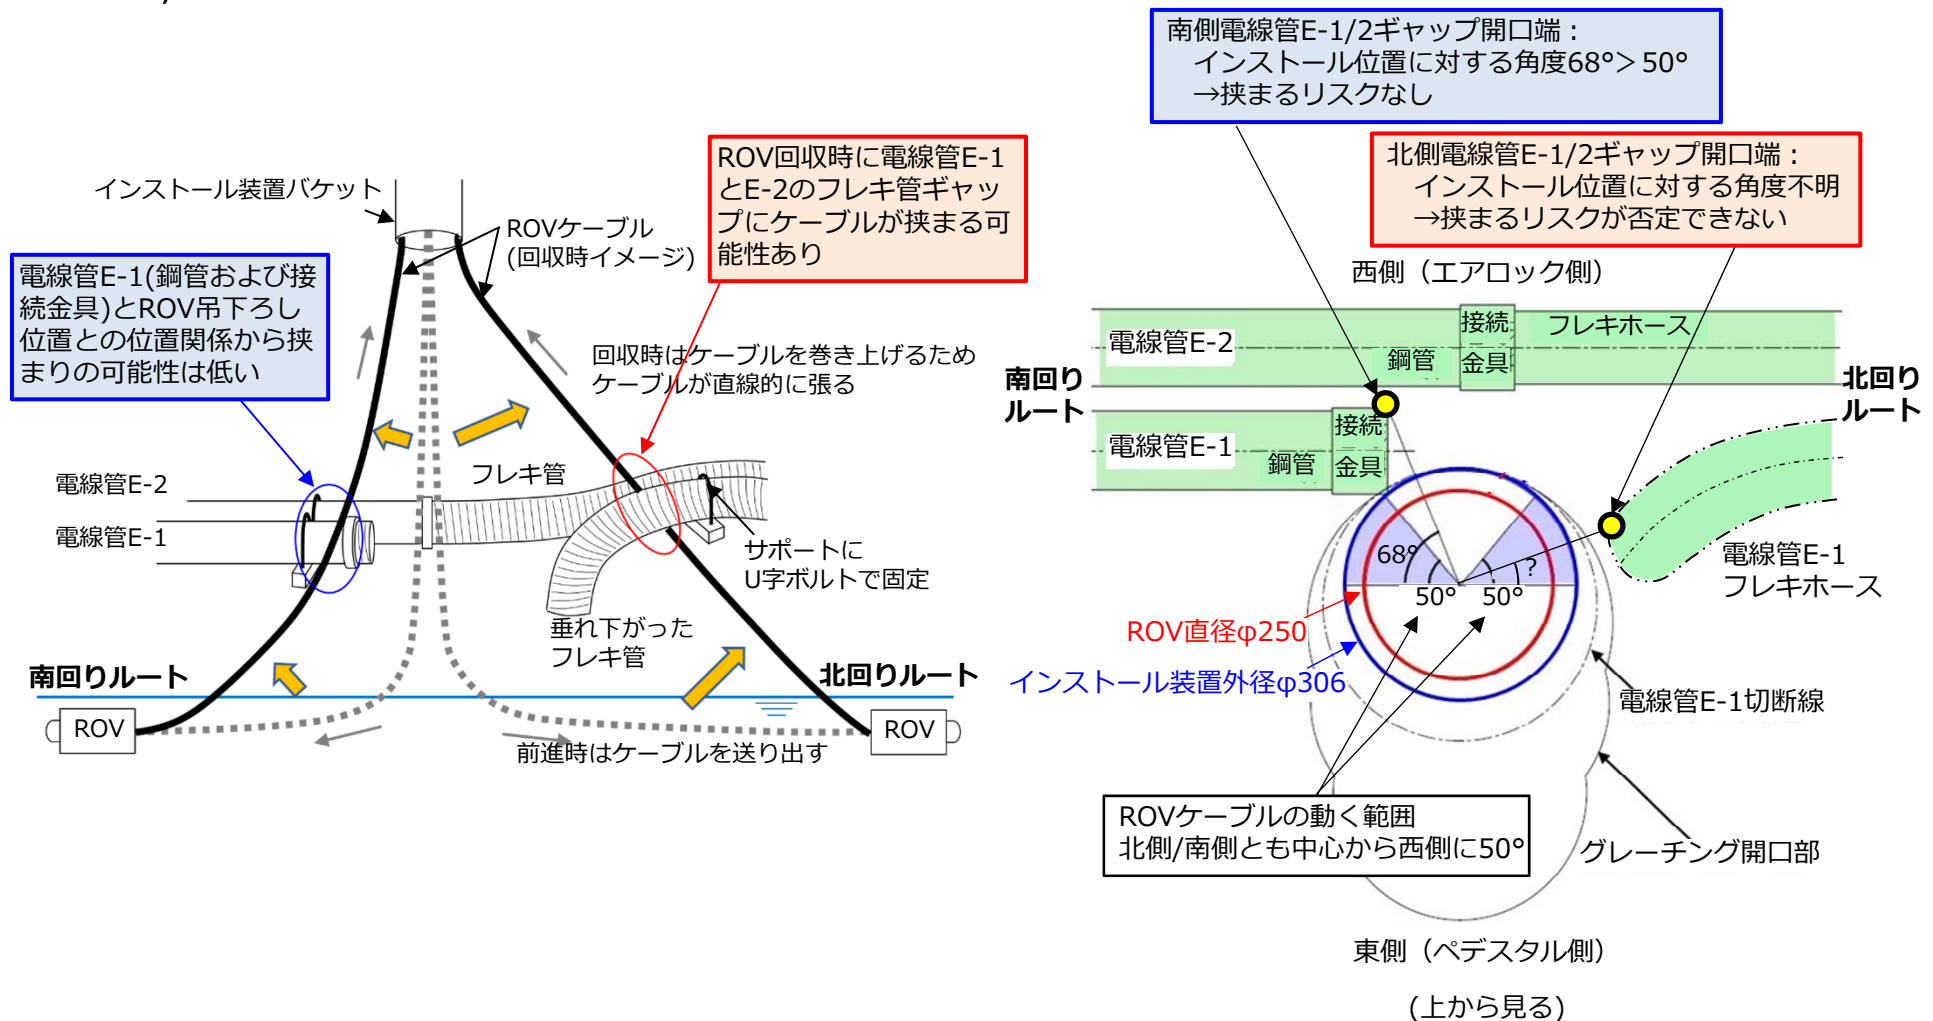 インストール装置バケット
ROVケーブル
(回収時イメージ)
ROV回収時に電線管E-1
とE-2のフレキ管ギャッ
プにケーブルが挟まる可
能性あり
電線管E-1(鋼管および接
続金具)とROV吊下ろし
位置との位置関係から挟
まりの可能性は低い
回収時はケーブルを巻き上げるため
ケーブルが直線的に張る
フレキ管
電線管E-2
電線管E-1
サポートに
U字ボルトで固定
垂れ下がった
フレキ管
南回りルート
北回りルート
ROV
ROV
前進時はケーブルを送り出す
南側電線管E-1/2ギャップ開口端：
インストール位置に対する角度68°＞50°
→挟まるリスクなし
北側電線管E-1/2ギャップ開口端：
インストール位置に対する角度不明
→挟まるリスクが否定できない
西側（エアロック側）
電線管E-2
鋼管
接続
金具
フレキホース
南回り
ルート
北回り
ルート
電線管E-1
鋼管
接続
金具
電線管E-1
フレキホース
68°
50°
50°
?
ROV直径φ250
インストール装置外径φ306
電線管E-1切断線
ROVケーブルの動く範囲
北側/南側とも中心から西側に50°
グレーチング開口部
東側（ペデスタル側）
(上から見る)